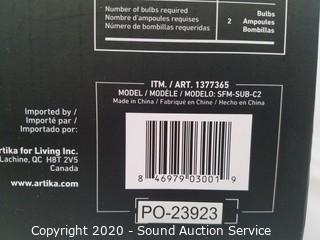 Number of bulbs required
Nombre d'ampoules requises
Número de bombillas requeridas
2
Bulbs
Ampoules
Bombillas
ITM. / ART. 1377365
MODEL / MODÈLE / MODELO: SFM-SUB-C2
Made in China / Fabriqué en Chine / Hecho en China
Imported by /
Importé par /
Importado por:
Artika for Living Inc.
Lachine, QC H8T 2V5
Canada
www.artika.com
8 46979 03001 9
PO-23923
Copyright 2020 - Sound Auction Service